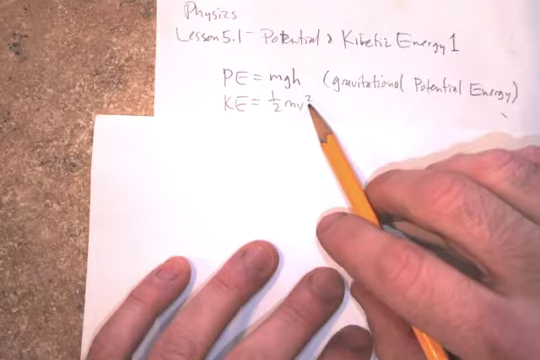 Physics
Lesson 5.1 - Potential & Kinetic Energy 1
PE = mgh (gravitational Potential Energy)
KE = ½mv²